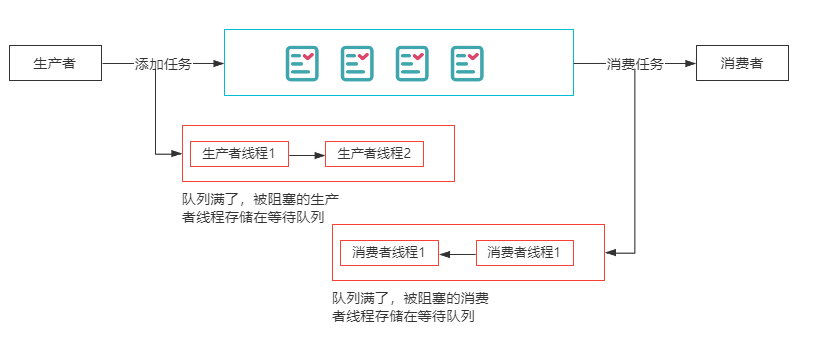 生产者
添加任务
消费任务
消费者
生产者线程1
生产者线程2
队列满了，被阻塞的生产
者线程存储在等待队列
消费者线程1
消费者线程1
队列满了，被阻塞的消费
者线程存储在等待队列